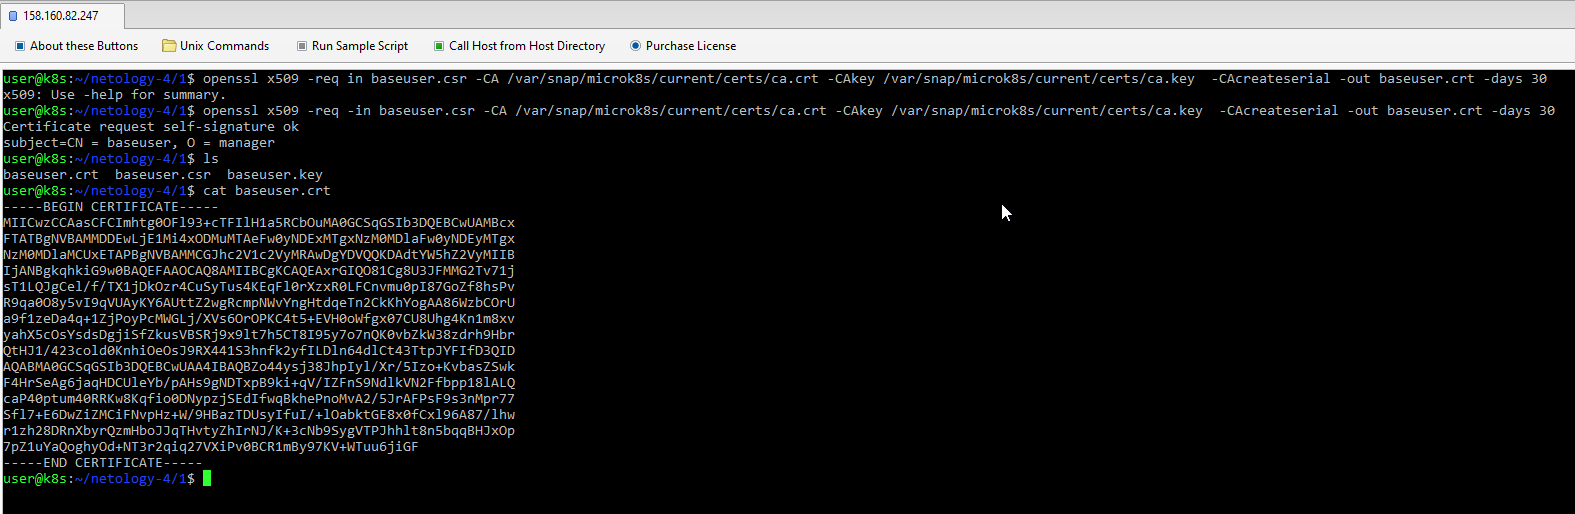 158.160.82.247
About these Buttons Unix Commands Run Sample Script Call Host from Host Directory Purchase License
user@k8s:~/netology-4/1$ openssl x509 -req in baseuser.csr -CA /var/snap/microk8s/current/certs/ca.crt -CAkey /var/snap/microk8s/current/certs/ca.key  -CAcreateserial -out baseuser.crt -days 30
x509: Use -help for summary.
user@k8s:~/netology-4/1$ openssl x509 -req -in baseuser.csr -CA /var/snap/microk8s/current/certs/ca.crt -CAkey /var/snap/microk8s/current/certs/ca.key  -CAcreateserial -out baseuser.crt -days 30
Certificate request self-signature ok
subject=CN = baseuser, O = manager
user@k8s:~/netology-4/1$ ls
baseuser.crt  baseuser.csr  baseuser.key
user@k8s:~/netology-4/1$ cat baseuser.crt
-----BEGIN CERTIFICATE-----
MIICwzCCAasCFCImhtg0OFl93+cTFIlH1a5RCbOuMA0GCSqGSIb3DQEBCwUAMBcx
FTATBgNVBAMMDDEwLjE1Mi4xODMuMTAeFw0yNDExMTgxNzM0MDlaFw0yNDEyMTgx
NzM0MDlaMCUxETAPBgNVBAMMCGJhc2V1c2VyMRAwDgYDVQQKDAdtYW5hZ2VyMIIB
IjANBgkqhkiG9w0BAQEFAAOCAQ8AMIIBCgKCAQEAxrGIQO81Cg8U3JFMMG2Tv71j
sT1LQJgCel/f/TX1jDkOzr4CuSyTus4KEqFl0rXzxR0LFCnvmu0pI87GoZf8hsPv
R9qa0O8y5vI9qVUAyKY6AUttZ2wgRcmpNWvYngHtdqeTn2CkKhYogAA86WzbCOrU
a9f1zeDa4q+1ZjPoyPcMWGLj/XVs6OrOPKC4t5+EVH0oWfgx07CU8Uhg4Kn1m8xv
yahX5cOsYsdsDgjiSfZkusVBSRj9x9lt7h5CT8I95y7o7nQK0vbZkW38zdrh9Hbr
QtHJ1/423cold0KnhiOeOsJ9RX441S3hnfk2yfILDln64dlCt43TtpJYFIfD3QID
AQABMA0GCSqGSIb3DQEBCwUAA4IBAQBZo44ysj38JhpIyl/Xr/5Izo+KvbasZSwk
F4HrSeAg6jaqHDCUleYb/pAHs9gNDTxpB9ki+qV/IZFnS9NdlkVN2Ffbpp18lALQ
caP40ptum40RRKw8Kqfio0DNypzjSEdIfwqBkhePnoMvA2/5JrAFPsF9s3nMpr77
Sfl7+E6DwZiZMCiFNvpHz+W/9HBazTDUsyIfuI/+lOabktGE8x0fCxl96A87/lhw
r1zh28DRnXbyrQzmHboJJqTHvtyZhIrNJ/K+3cNb9SygVTPJhhlt8n5bqqBHJxOp
7pZ1uYaQoghyOd+NT3r2qiq27VXiPv0BCR1mBy97KV+WTuu6jiGF
-----END CERTIFICATE-----
user@k8s:~/netology-4/1$